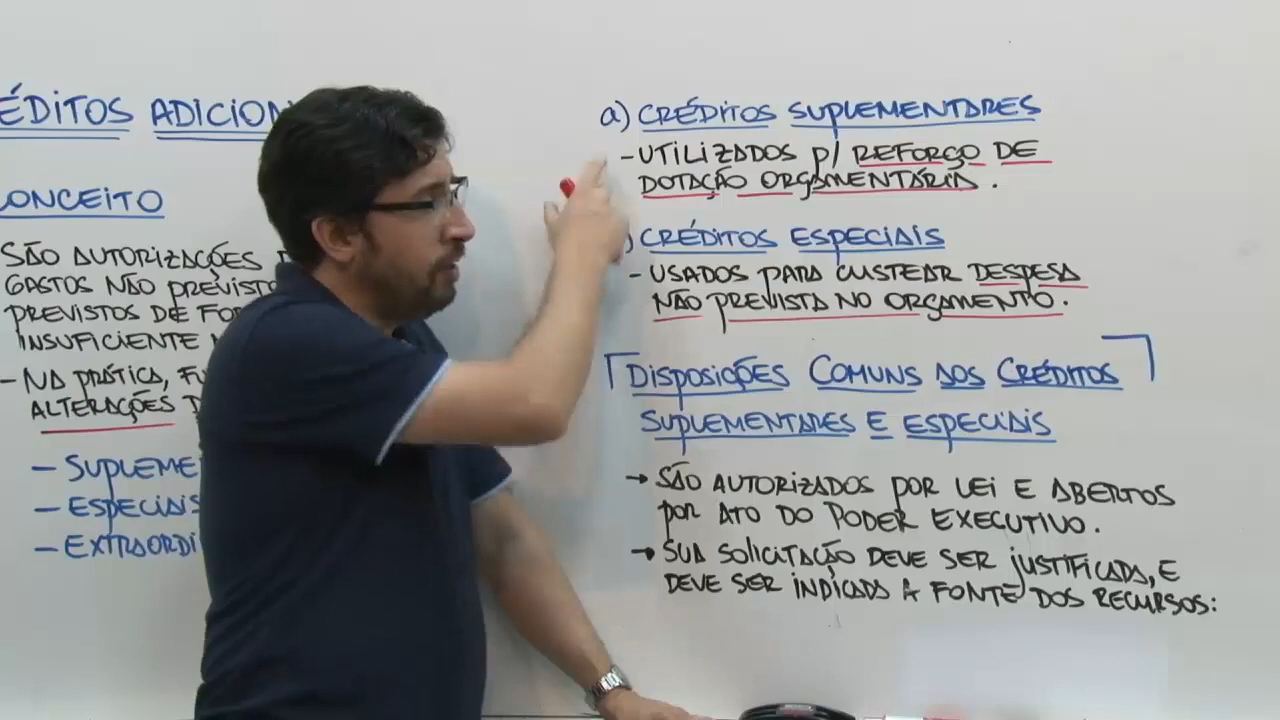 ÉDITOS ADICION
ONCEITO
SÃO AUTORIZAÇÕES
GASTOS NÃO PREVISTO
PREVISTOS DE FO
INSUFICIENTE
- NA PRÁTICA, FU
ALTERAÇÕES
- SUPLEME
- ESPECIAIS
- EXTRAORDI
a) CRÉDITOS SUPLEMENTARES
- UTILIZADOS p/ REFORÇO DE
DOTAÇÃO ORÇAMENTÁRIA.
) CRÉDITOS ESPECIAIS
- USADOS PARA CUSTEAR DESPESA
NÃO PREVISTA NO ORÇAMENTO.
DISPOSIÇÕES COMUNS AOS CRÉDITOS
SUPLEMENTARES E ESPECIAIS
→ SÃO AUTORIZADOS POR LEI E ABERTOS
POR ATO DO PODER EXECUTIVO.
→ SUA SOLICITAÇÃO DEVE SER JUSTIFICADA, E
DEVE SER INDICADA A FONTE DOS RECURSOS: